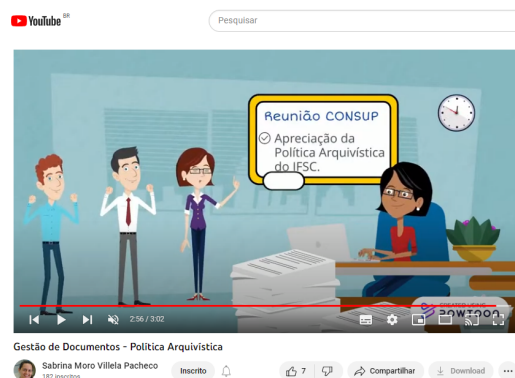 YouTube BR
Pesquisar
Reunião CONSUP
Apreciação da
Política Arquivística
do IFSC.
CREATED USING
POWTOON
2:56 / 3:02
Gestão de Documentos - Política Arquivística
Sabrina Moro Villela Pacheco
182 inscritos
Inscrito
7
Compartilhar
Download